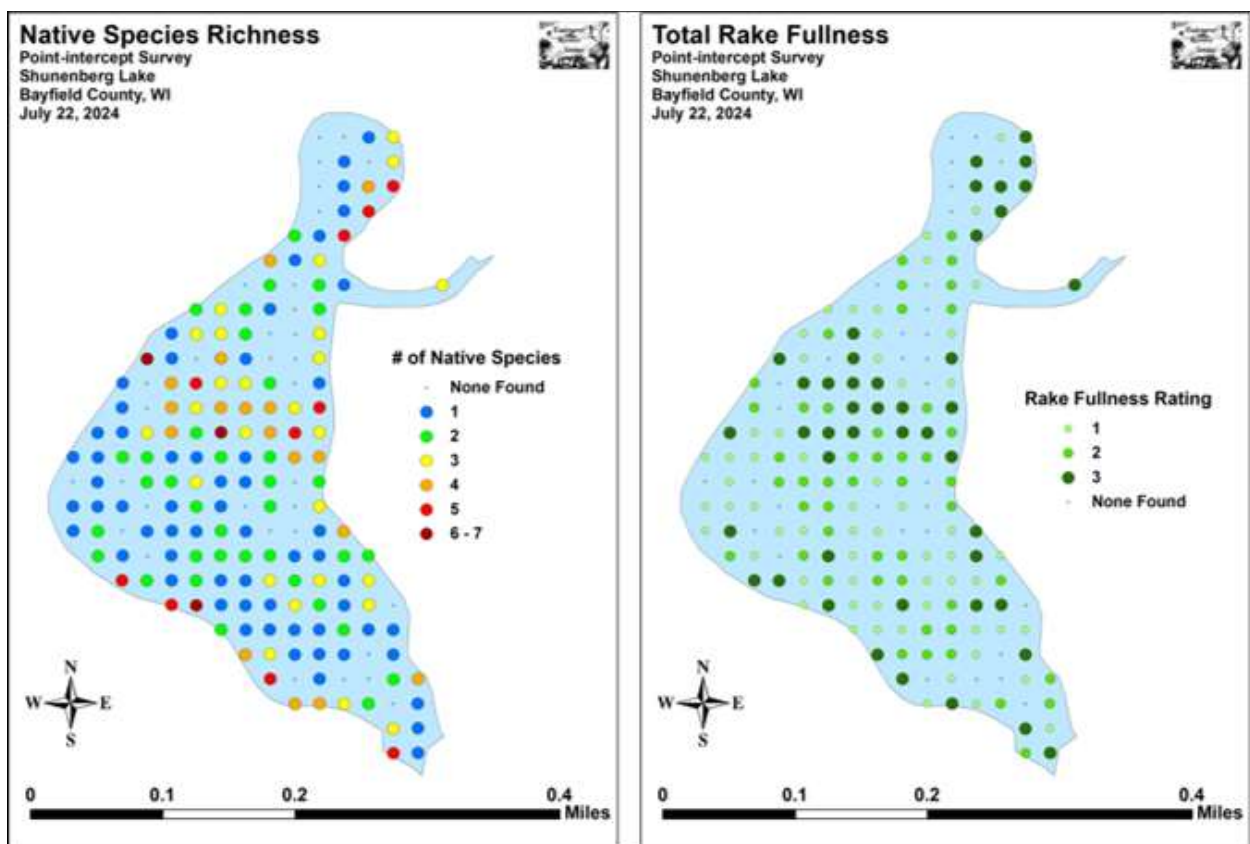 Native Species Richness
Point-intercept Survey
Shunenberg Lake
Bayfield County, WI
July 22, 2024
# of Native Species
None Found
1
2
3
4
5
6 - 7
N
W E
S
0 0.1 0.2 0.4
Miles
Total Rake Fullness
Point-intercept Survey
Shunenberg Lake
Bayfield County, WI
July 22, 2024
Rake Fullness Rating
1
2
3
None Found
N
W E
S
0 0.1 0.2 0.4
Miles